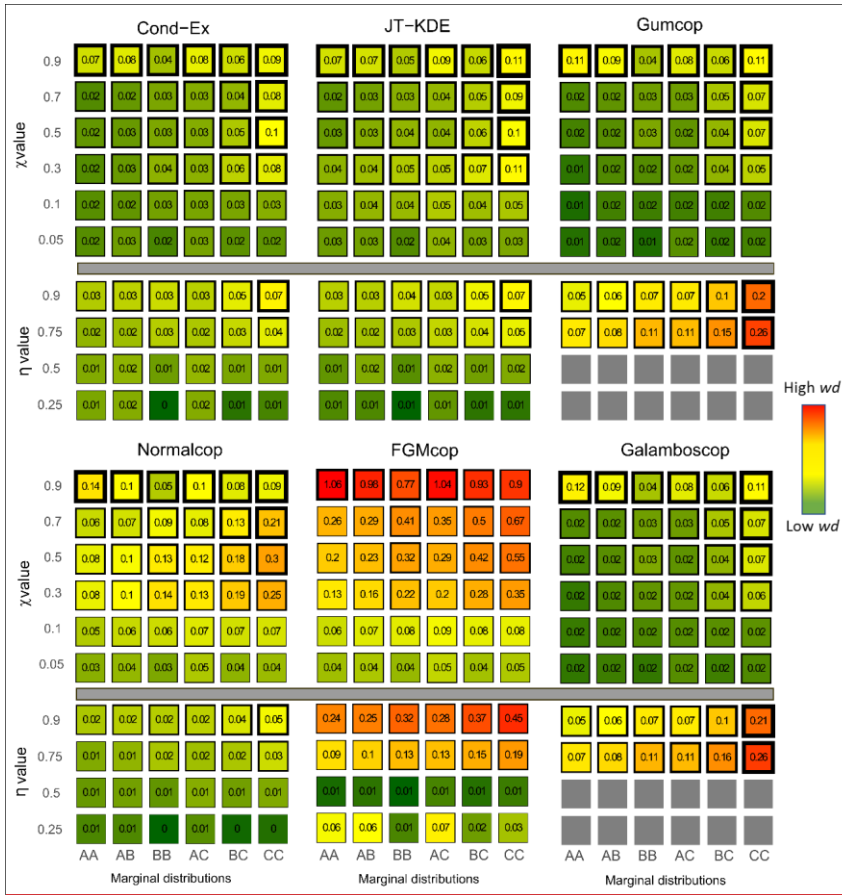 Cond-Ex JT-KDE Gumcop
0.9 0.07 0.08 0.04 0.08 0.06 0.09 0.07 0.07 0.05 0.09 0.06 0.11 0.11 0.09 0.04 0.08 0.06 0.11
0.7 0.02 0.02 0.03 0.03 0.04 0.08 0.02 0.03 0.03 0.04 0.05 0.09 0.02 0.02 0.02 0.02 0.05 0.07
χvalue
0.5 0.02 0.03 0.03 0.03 0.05 0.1 0.03 0.03 0.04 0.04 0.06 0.1 0.02 0.02 0.03 0.02 0.04 0.07
0.3 0.02 0.03 0.04 0.03 0.06 0.08 0.04 0.04 0.05 0.05 0.07 0.11 0.01 0.02 0.02 0.02 0.04 0.05
0.1 0.02 0.02 0.03 0.03 0.03 0.03 0.03 0.04 0.04 0.04 0.05 0.05 0.01 0.02 0.02 0.02 0.02 0.02
0.05 0.02 0.03 0.02 0.02 0.02 0.02 0.03 0.03 0.02 0.04 0.03 0.03 0.01 0.02 0.01 0.02 0.02 0.02
0.9 0.03 0.03 0.03 0.03 0.05 0.07 0.03 0.03 0.04 0.03 0.05 0.07 0.05 0.06 0.07 0.07 0.1 0.2
0.75 0.02 0.02 0.03 0.02 0.03 0.04 0.02 0.02 0.03 0.03 0.04 0.05 0.07 0.08 0.11 0.11 0.15 0.26
η value
0.5 0.01 0.02 0.01 0.02 0.01 0.01 0.01 0.02 0.01 0.02 0.01 0.01
0.25 0.01 0.02 0 0.02 0.01 0.01 0.01 0.01 0.01 0.02 0.01 0.01
High wd
Low wd
Normalcop FGMcop Galamboscop
0.9 0.14 0.1 0.05 0.1 0.08 0.09 1.06 0.98 0.77 1.04 0.93 0.9 0.12 0.09 0.04 0.08 0.06 0.11
0.7 0.06 0.07 0.09 0.08 0.13 0.21 0.26 0.29 0.41 0.35 0.5 0.67 0.02 0.02 0.03 0.03 0.05 0.07
χvalue
0.5 0.08 0.1 0.13 0.12 0.18 0.3 0.2 0.23 0.32 0.29 0.42 0.55 0.02 0.02 0.02 0.02 0.04 0.07
0.3 0.08 0.1 0.14 0.13 0.19 0.25 0.13 0.16 0.22 0.2 0.28 0.35 0.02 0.02 0.02 0.02 0.04 0.06
0.1 0.05 0.06 0.06 0.07 0.07 0.07 0.06 0.07 0.08 0.09 0.08 0.08 0.02 0.02 0.02 0.02 0.02 0.02
0.05 0.03 0.04 0.03 0.05 0.04 0.04 0.04 0.04 0.04 0.05 0.04 0.05 0.02 0.02 0.02 0.02 0.02 0.02
0.9 0.02 0.02 0.02 0.02 0.04 0.05 0.24 0.25 0.32 0.28 0.37 0.45 0.05 0.06 0.07 0.07 0.1 0.21
0.75 0.01 0.01 0.02 0.02 0.02 0.03 0.09 0.1 0.13 0.13 0.15 0.19 0.07 0.08 0.11 0.11 0.16 0.26
η value
0.5 0.01 0.01 0.01 0.01 0.01 0.01 0.01 0.01 0.01 0.01 0.01 0.01
0.25 0.01 0.01 0 0.01 0 0 0.06 0.06 0.01 0.07 0.02 0.03
AA AB BB AC BC CC AA AB BB AC BC CC AA AB BB AC BC CC
Marginal distributions Marginal distributions Marginal distributions